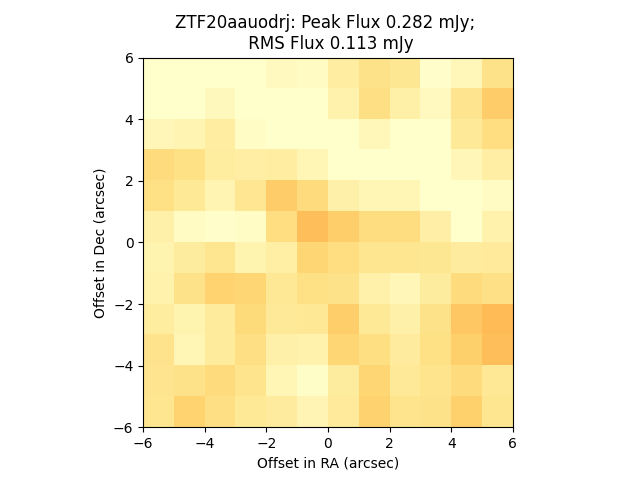 ZTF20aauodrj: Peak Flux 0.282 mJy;
RMS Flux 0.113 mJy
6
4
2
0
−2
−4
−6
Offset in Dec (arcsec)
−6 −4 −2 0 2 4 6
Offset in RA (arcsec)